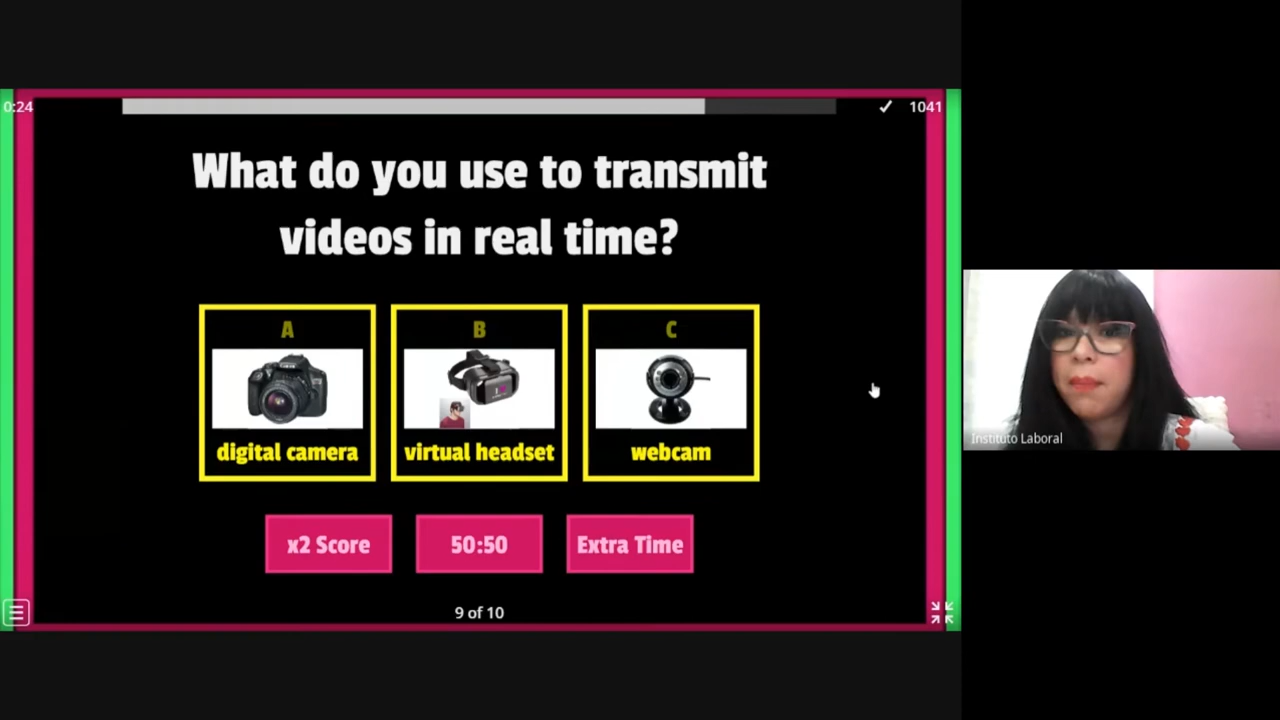 0:24
1041
What do you use to transmit
videos in real time?
A
B
C
digital camera
virtual headset
webcam
x2 Score
50:50
Extra Time
9 of 10
Instituto Laboral